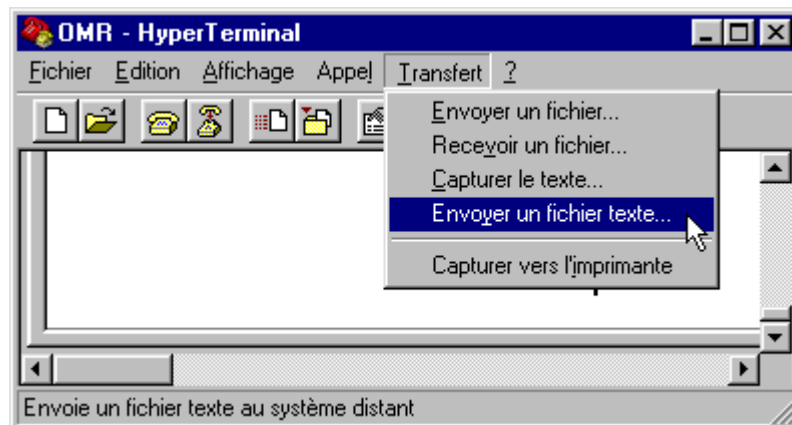 OMR - HyperTerminal
Fichier Edition Affichage Appel Transfert ?
Envoyer un fichier...
Recevoir un fichier...
Capturer le texte...
Envoyer un fichier texte...
Capturer vers l'imprimante
Envoie un fichier texte au système distant